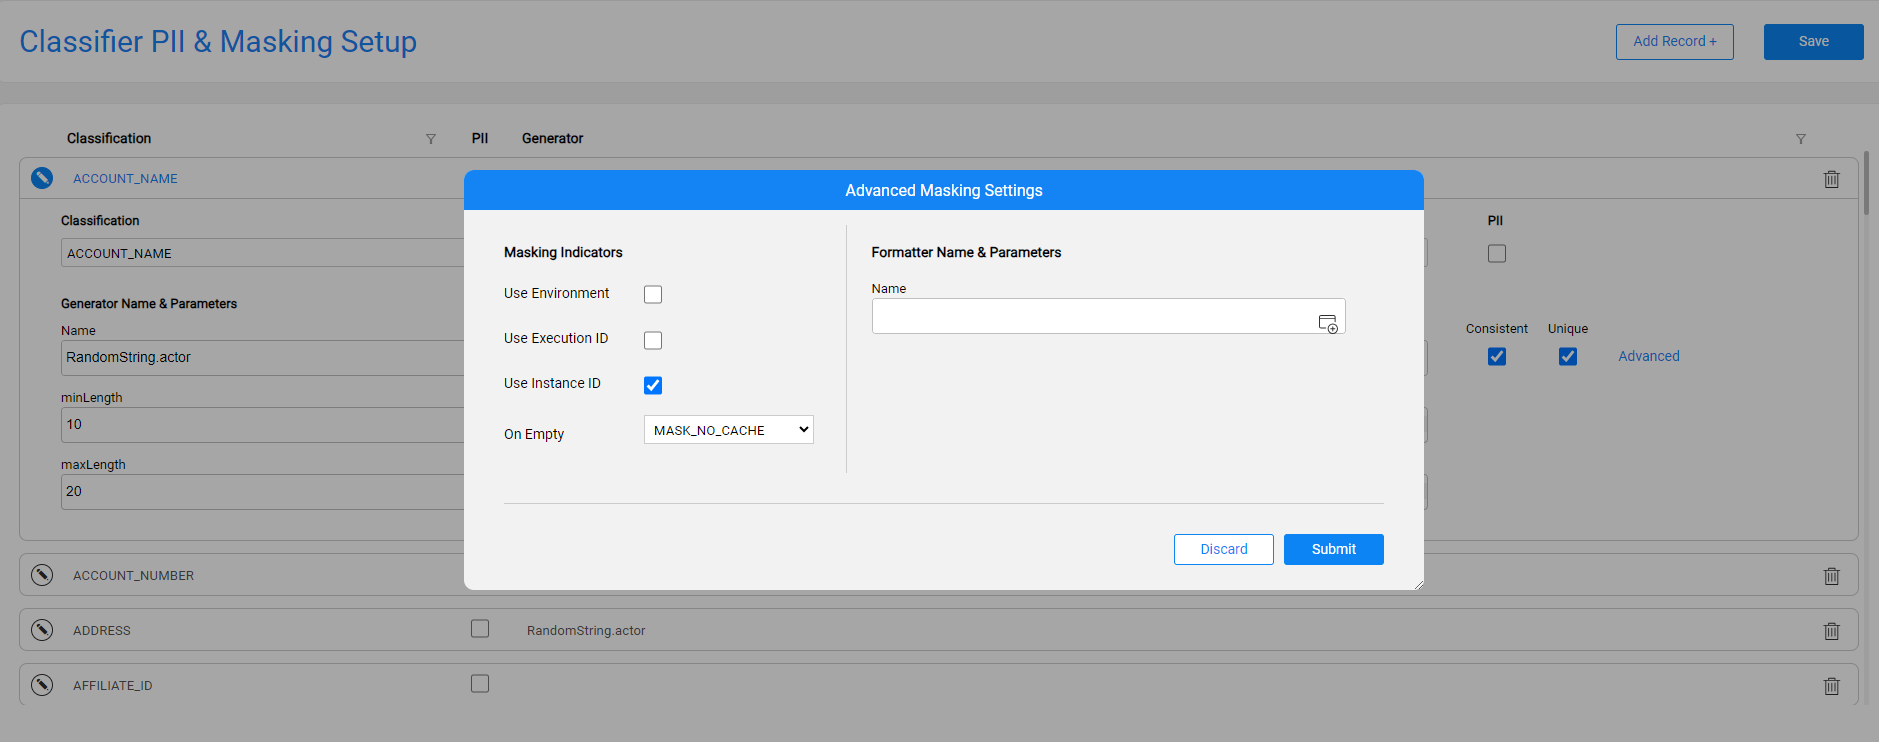 Classifier PII & Masking Setup
Add Record +
Save
Classification
PII
Generator
ACCOUNT_NAME
Advanced Masking Settings
Classification
PII
ACCOUNT_NAME
Masking Indicators
Formatter Name & Parameters
Use Environment
Name
Generator Name & Parameters
Name
Use Execution ID
Consistent
Unique
RandomString.actor
Advanced
Use Instance ID
minLength
10
On Empty
MASK_NO_CACHE
maxLength
20
Discard
Submit
ACCOUNT_NUMBER
ADDRESS
RandomString.actor
AFFILIATE_ID